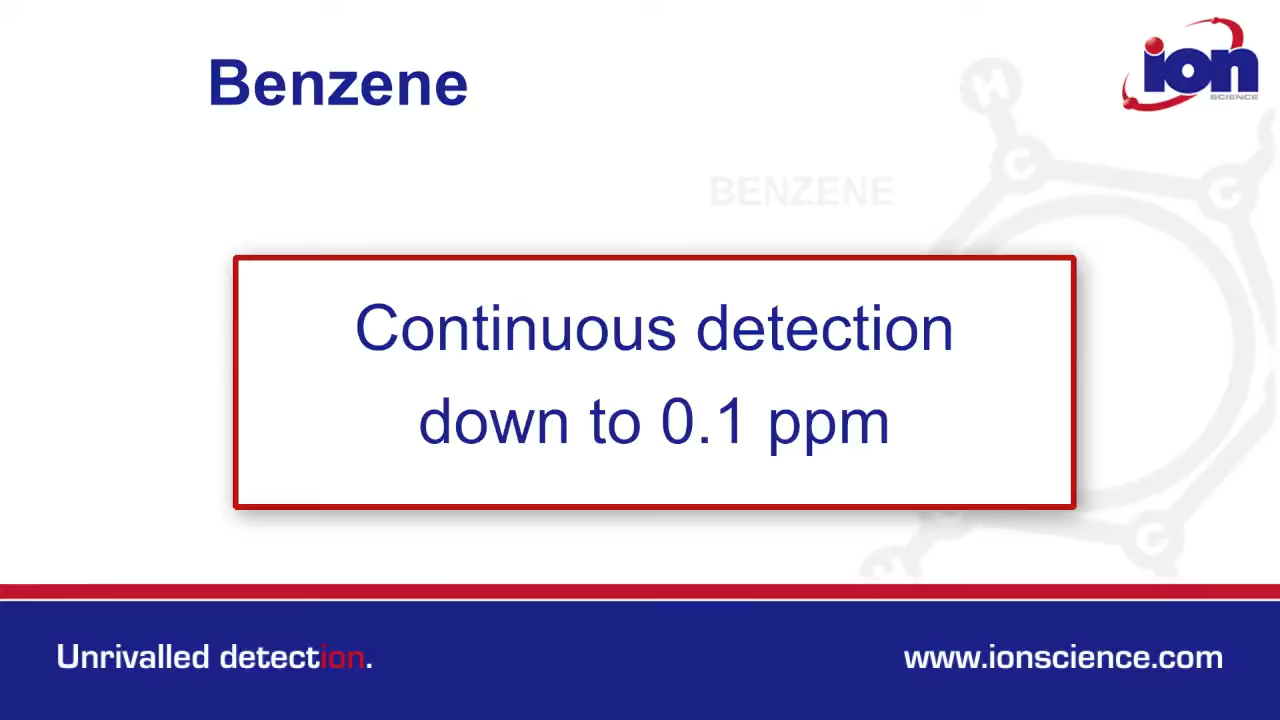 Benzene
ion
SCIENCE
H
C
C
BENZENE
Continuous detection
down to 0.1 ppm
C
H
Unrivalled detection.
www.ionscience.com